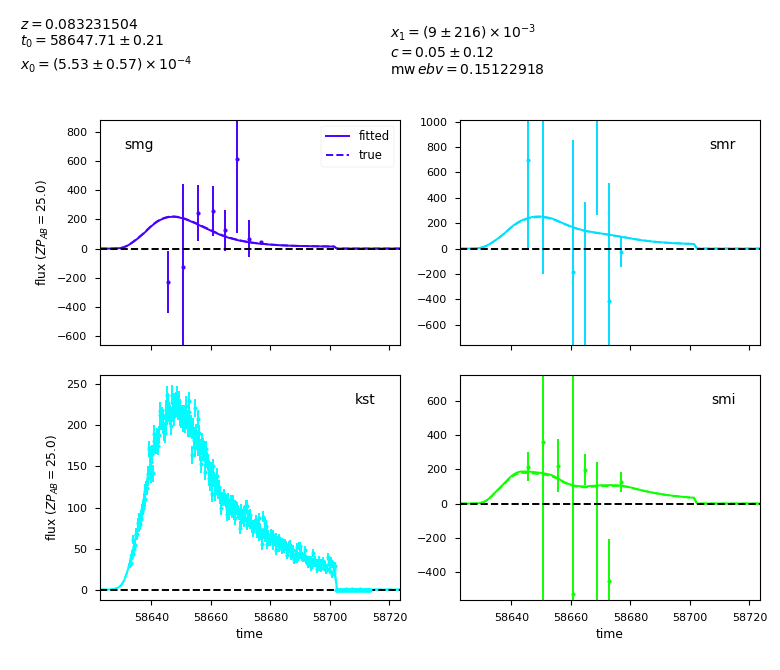 z = 0.083231504
t₀ = 58647.71 ± 0.21
x₀ = (5.53 ± 0.57) × 10⁻⁴
x₁ = (9 ± 216) × 10⁻³
c = 0.05 ± 0.12
mw ebv = 0.15122918
smg
fitted
true
800
600
400
200
0
−200
−400
−600
flux (ZP_AB = 25.0)
smr
1000
800
600
400
200
0
−200
−400
−600
kst
250
200
150
100
50
0
flux (ZP_AB = 25.0)
58640 58660 58680 58700 58720
time
smi
600
400
200
0
−200
−400
58640 58660 58680 58700 58720
time